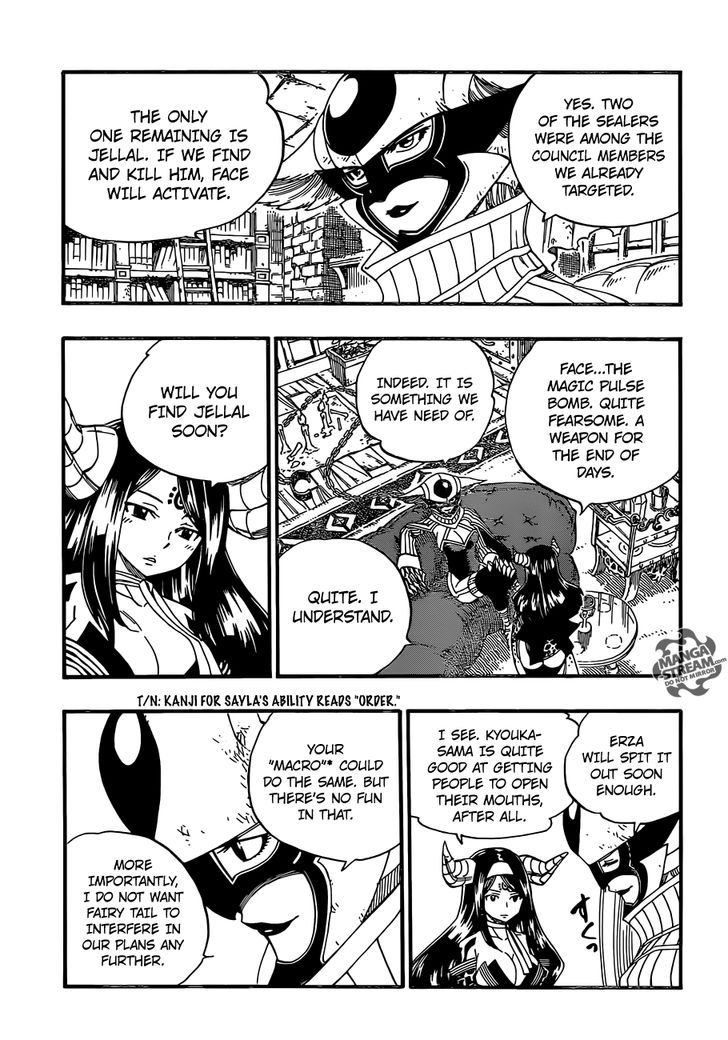 YES. TWO
OF THE
SEALERS
WERE AMONG
THE COUNCIL
MEMBERS
WE ALREADY
TARGETED.
THE ONLY
ONE REMAINING IS
JELLAL. IF WE FIND
AND KILL HIM, FACE
WILL ACTIVATE.
FACE...THE
MAGIC PULSE
BOMB. QUITE
FEARSOME. A
WEAPON FOR
THE END OF
DAYS.
INDEED. IT IS
SOMETHING WE
HAVE NEED OF.
QUITE. I
UNDERSTAND.
WILL YOU
FIND JELLAL
SOON?
MANGA
STREAM.com
DO NOT MIRROR
T/N: KANJI FOR SAYLA'S ABILITY READS "ORDER."
ERZA
WILL SPIT IT
OUT SOON
ENOUGH.
I SEE. KYOUKA-
SAMA IS QUITE
GOOD AT GETTING
PEOPLE TO OPEN
THEIR MOUTHS,
AFTER ALL.
すくっ
YOUR
"MACRO"* COULD
DO THE SAME. BUT
THERE'S NO FUN
IN THAT.
MORE
IMPORTANTLY,
I DO NOT WANT
FAIRY TAIL TO
INTERFERE IN
OUR PLANS ANY
FURTHER.